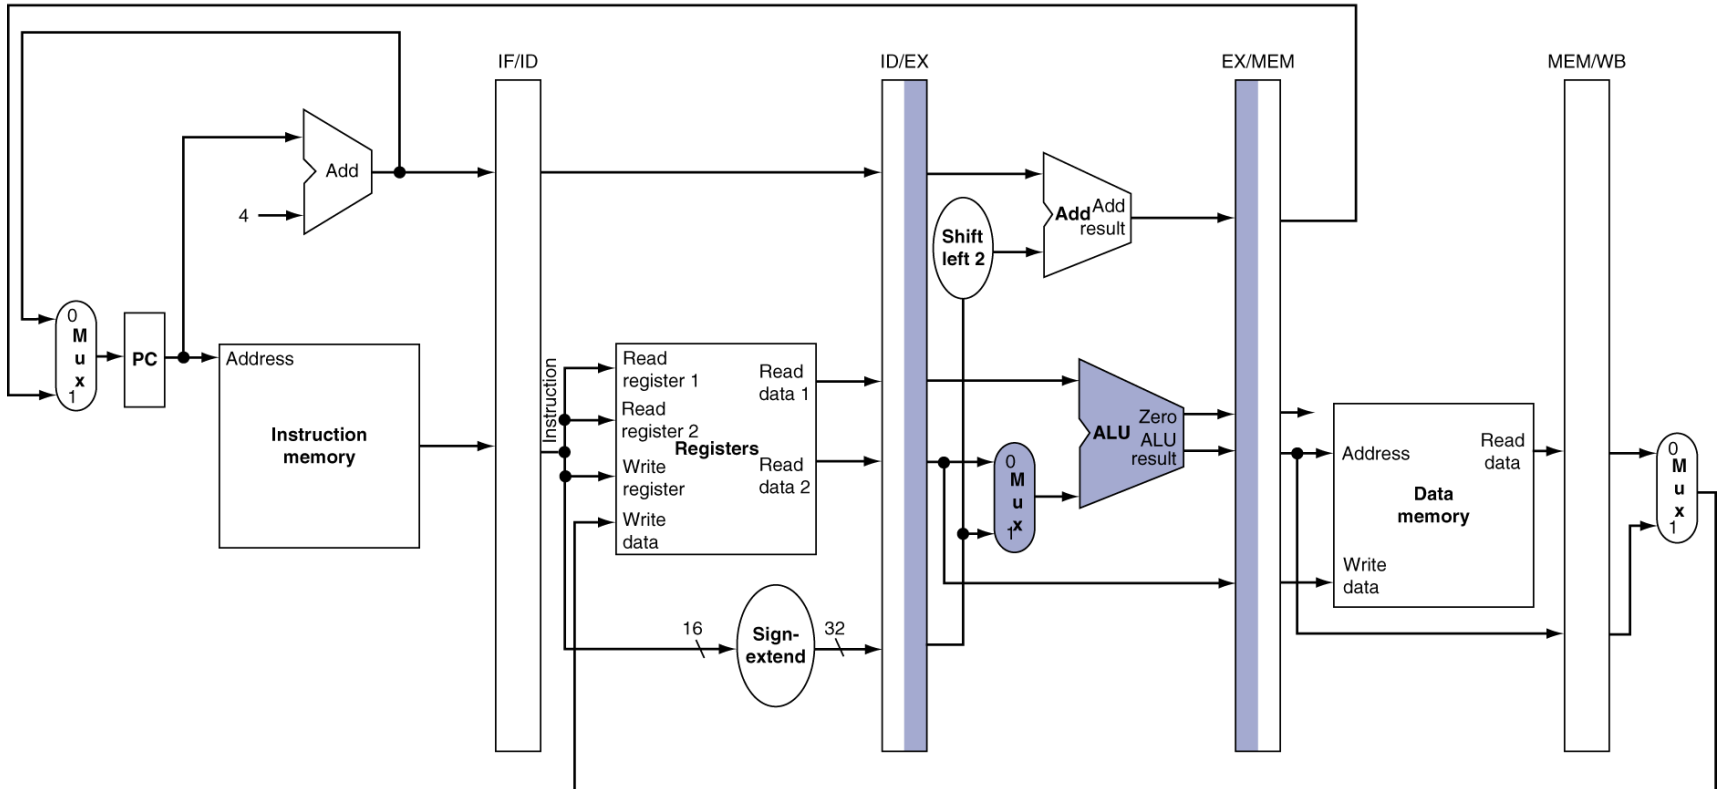 IF/ID
ID/EX
EX/MEM
MEM/WB
Add
4
Shift
left 2
Add
Add
result
0
M
u
x
1
PC
Address
Instruction
memory
Instruction
Read
register 1
Read
register 2
Write
register
Write
data
Registers
Read
data 1
Read
data 2
16
Sign-
extend
32
0
M
u
x
1
ALU
Zero
ALU
result
Address
Read
data
Data
memory
Write
data
0
M
u
x
1